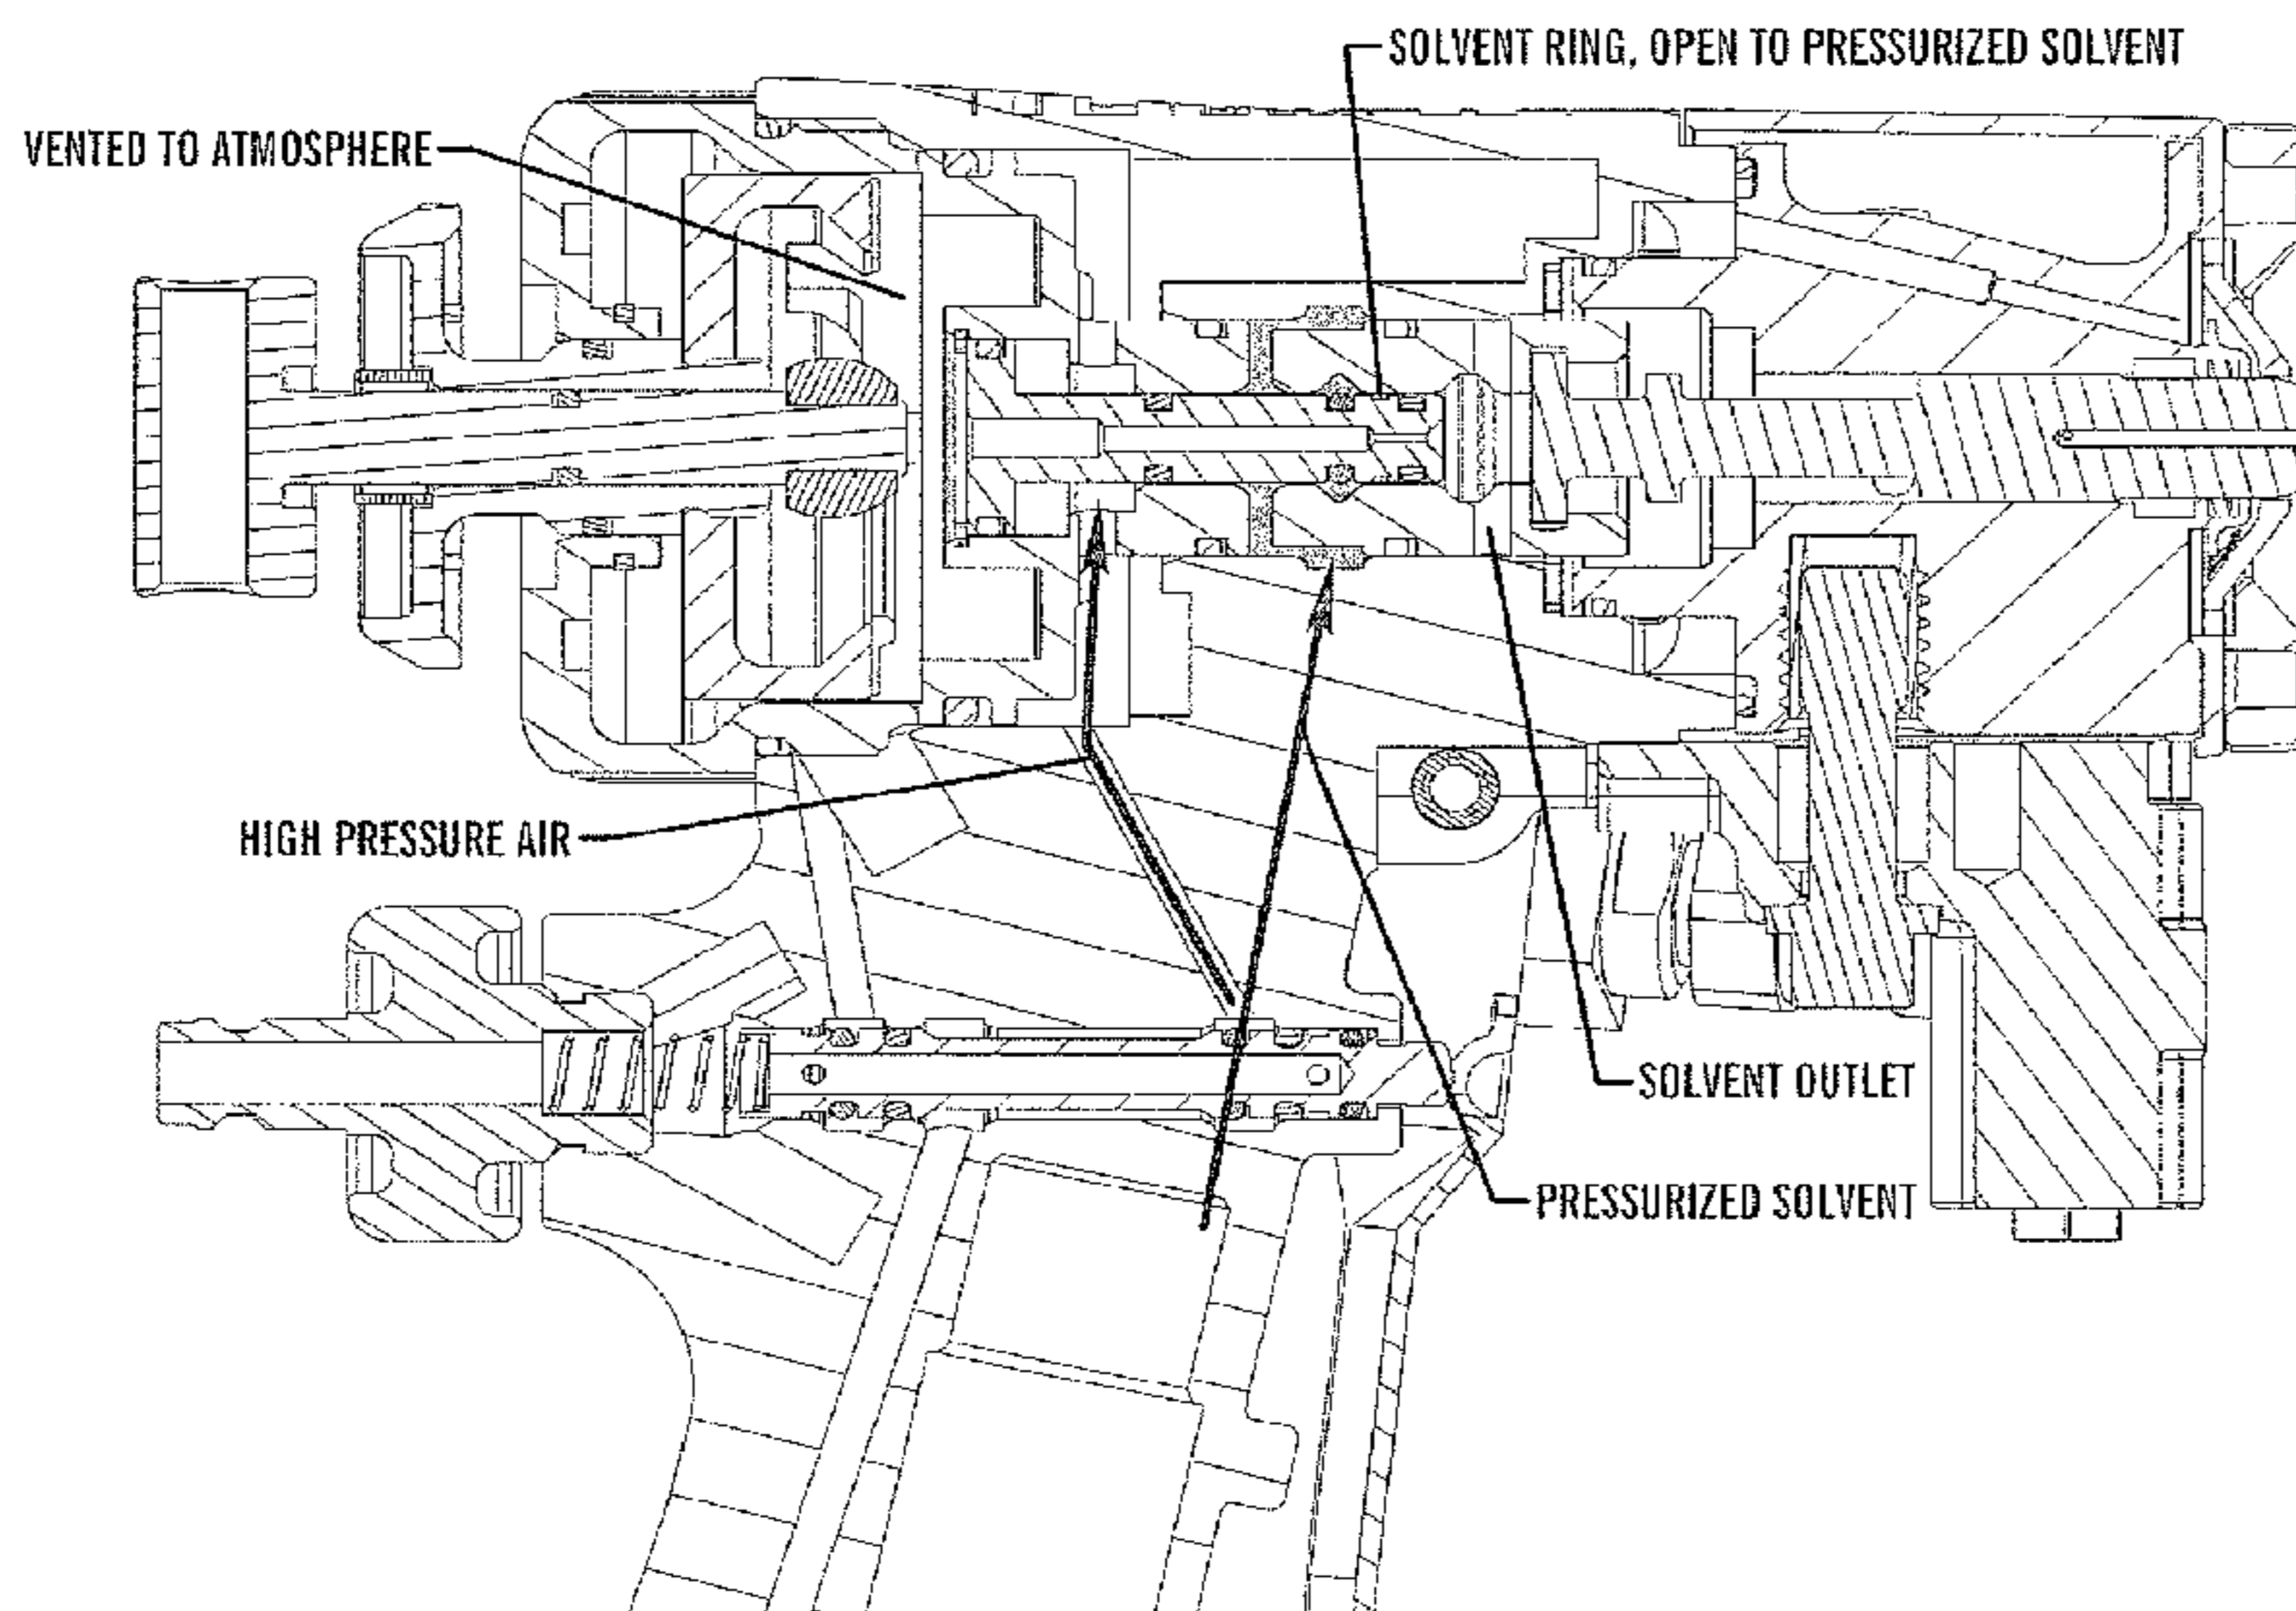 SOLVENT RING, OPEN TO PRESSURIZED SOLVENT
VENTED TO ATMOSPHERE
HIGH PRESSURE AIR
SOLVENT OUTLET
PRESSURIZED SOLVENT